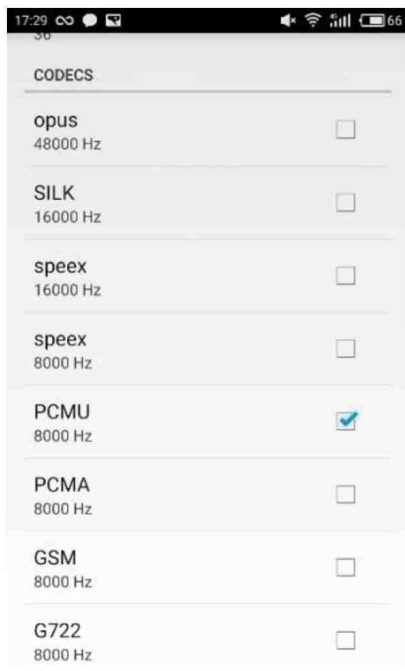 17:29 66
36
CODECS
opus
48000 Hz
SILK
16000 Hz
speex
16000 Hz
speex
8000 Hz
PCMU
8000 Hz
PCMA
8000 Hz
GSM
8000 Hz
G722
8000 Hz